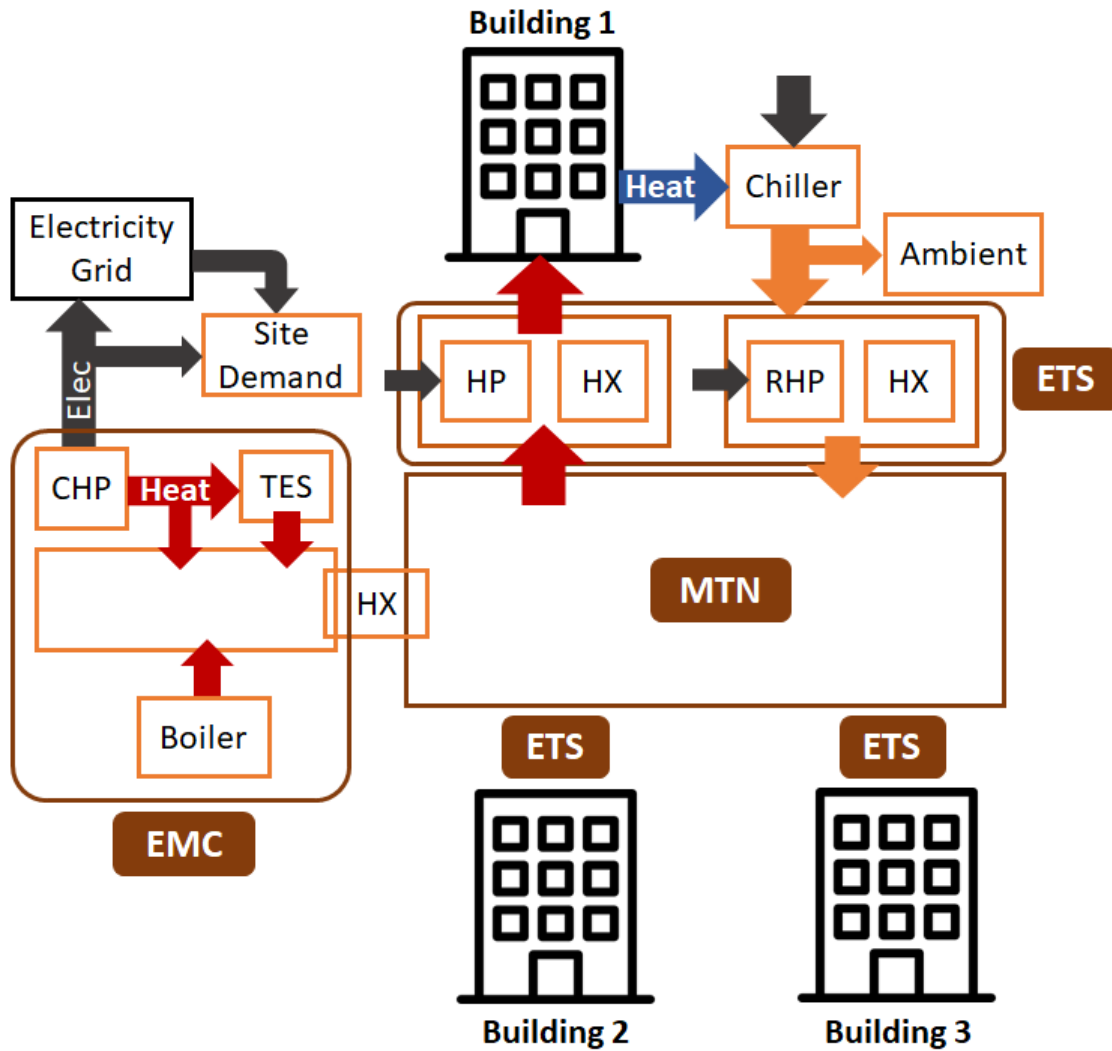 Building 1
Heat
Chiller
Electricity
Grid
Ambient
Site
Demand
Elec
HP
HX
RHP
HX
ETS
CHP
Heat
TES
HX
MTN
Boiler
ETS
ETS
EMC
Building 2
Building 3